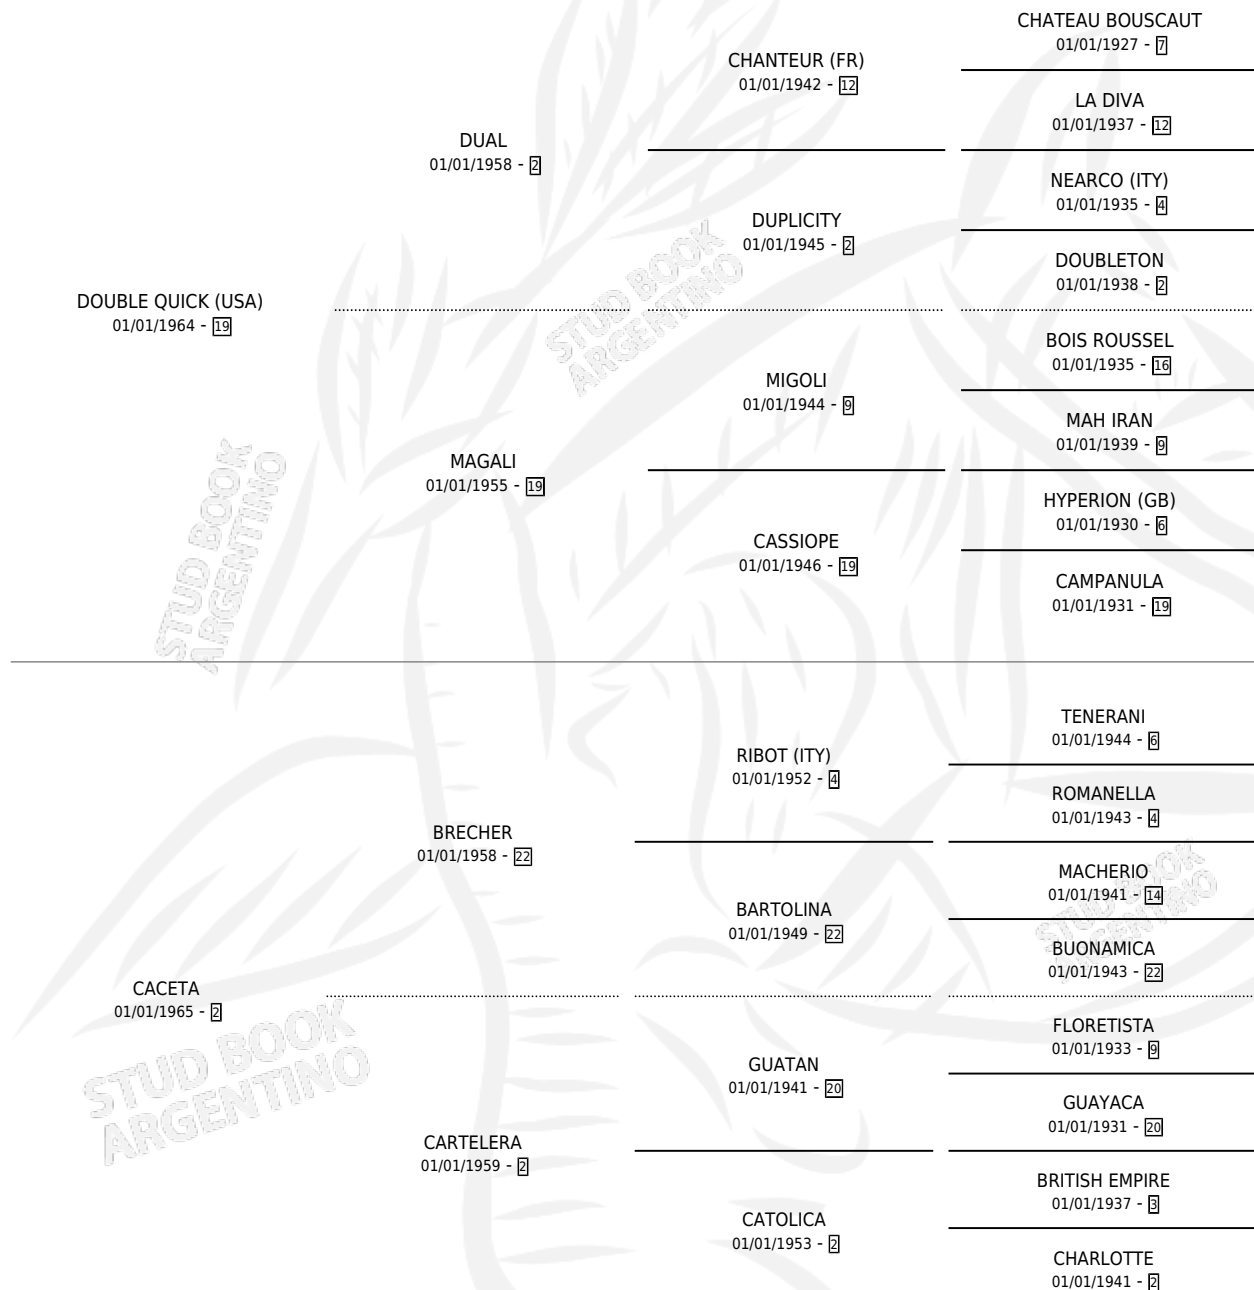 CHATEAU BOUSCAUT
01/01/1927 - 7
CHANTEUR (FR)
01/01/1942 - 12
LA DIVA
01/01/1937 - 12
DUAL
01/01/1958 - 2
NEARCO (ITY)
01/01/1935 - 4
DUPLICITY
01/01/1945 - 2
DOUBLETON
01/01/1938 - 2
DOUBLE QUICK (USA)
01/01/1964 - 19
BOIS ROUSSEL
01/01/1935 - 16
MIGOLI
01/01/1944 - 9
MAH IRAN
01/01/1939 - 9
MAGALI
01/01/1955 - 19
HYPERION (GB)
01/01/1930 - 6
CASSIOPE
01/01/1946 - 19
CAMPANULA
01/01/1931 - 19
TENERANI
01/01/1944 - 6
RIBOT (ITY)
01/01/1952 - 4
ROMANELLA
01/01/1943 - 4
BRECHER
01/01/1958 - 22
MACHERIO
01/01/1941 - 14
BARTOLINA
01/01/1949 - 22
BUONAMICA
01/01/1943 - 22
CACETA
01/01/1965 - 2
FLORETISTA
01/01/1933 - 9
GUATAN
01/01/1941 - 20
GUAYACA
01/01/1931 - 20
CARTELERA
01/01/1959 - 2
BRITISH EMPIRE
01/01/1937 - 3
CATOLICA
01/01/1953 - 2
CHARLOTTE
01/01/1941 - 2
STUD BOOK
ARGENTINO
STUD BOOK
ARGENTINO
STUD BOOK
ARGENTINO
STUD BOOK
ARGENTINO